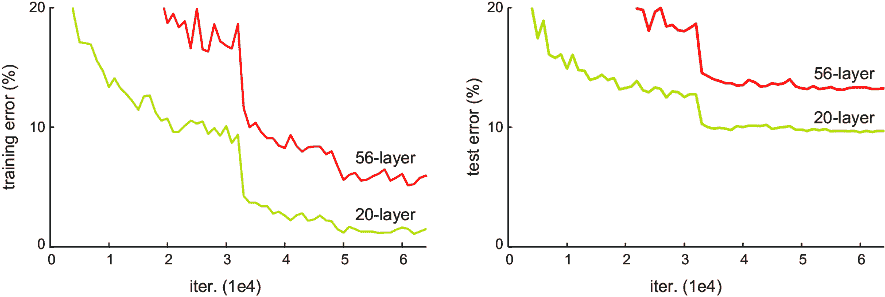 20
10
0
training error (%)
56-layer
20-layer
0 1 2 3 4 5 6
iter. (1e4)
20
10
0
test error (%)
56-layer
20-layer
0 1 2 3 4 5 6
iter. (1e4)